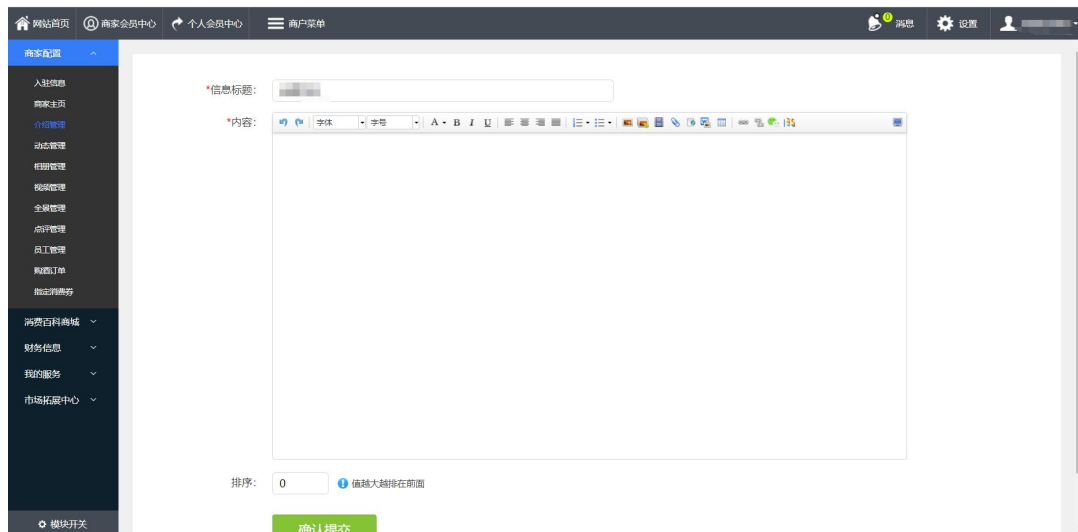 网站首页 商家会员中心 个人会员中心 商户菜单 0 消息 设置
商家配置
入驻信息
商家主页
介绍管理
动态管理
相册管理
视频管理
全景管理
点评管理
员工管理
购酒订单
指定消费券
消费百科商城
财务信息
我的服务
市场拓展中心
模块开关
*信息标题:
*内容:
字体 字号 A B I U
排序: 0 值越大越排在前面
确认提交